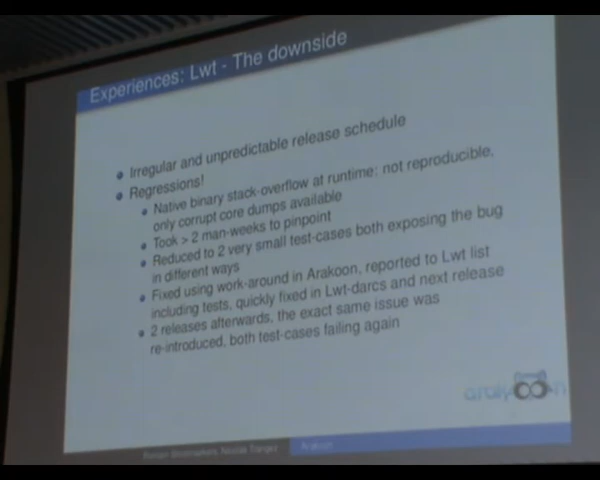 Experiences: Lwt - The downside
Irregular and unpredictable release schedule
Regressions!
Native binary stack-overflow at runtime: not reproducible,
only corrupt core dumps available
Took > 2 man-weeks to pinpoint
Reduced to 2 very small test-cases both exposing the bug
in different ways
Fixed using work-around in Arakoon, reported to Lwt list
including tests, quickly fixed in Lwt-darcs and next release
2 releases afterwards, the exact same issue was
re-introduced, both test-cases failing again
arakoon
Nicolas Trangez
Arakoon